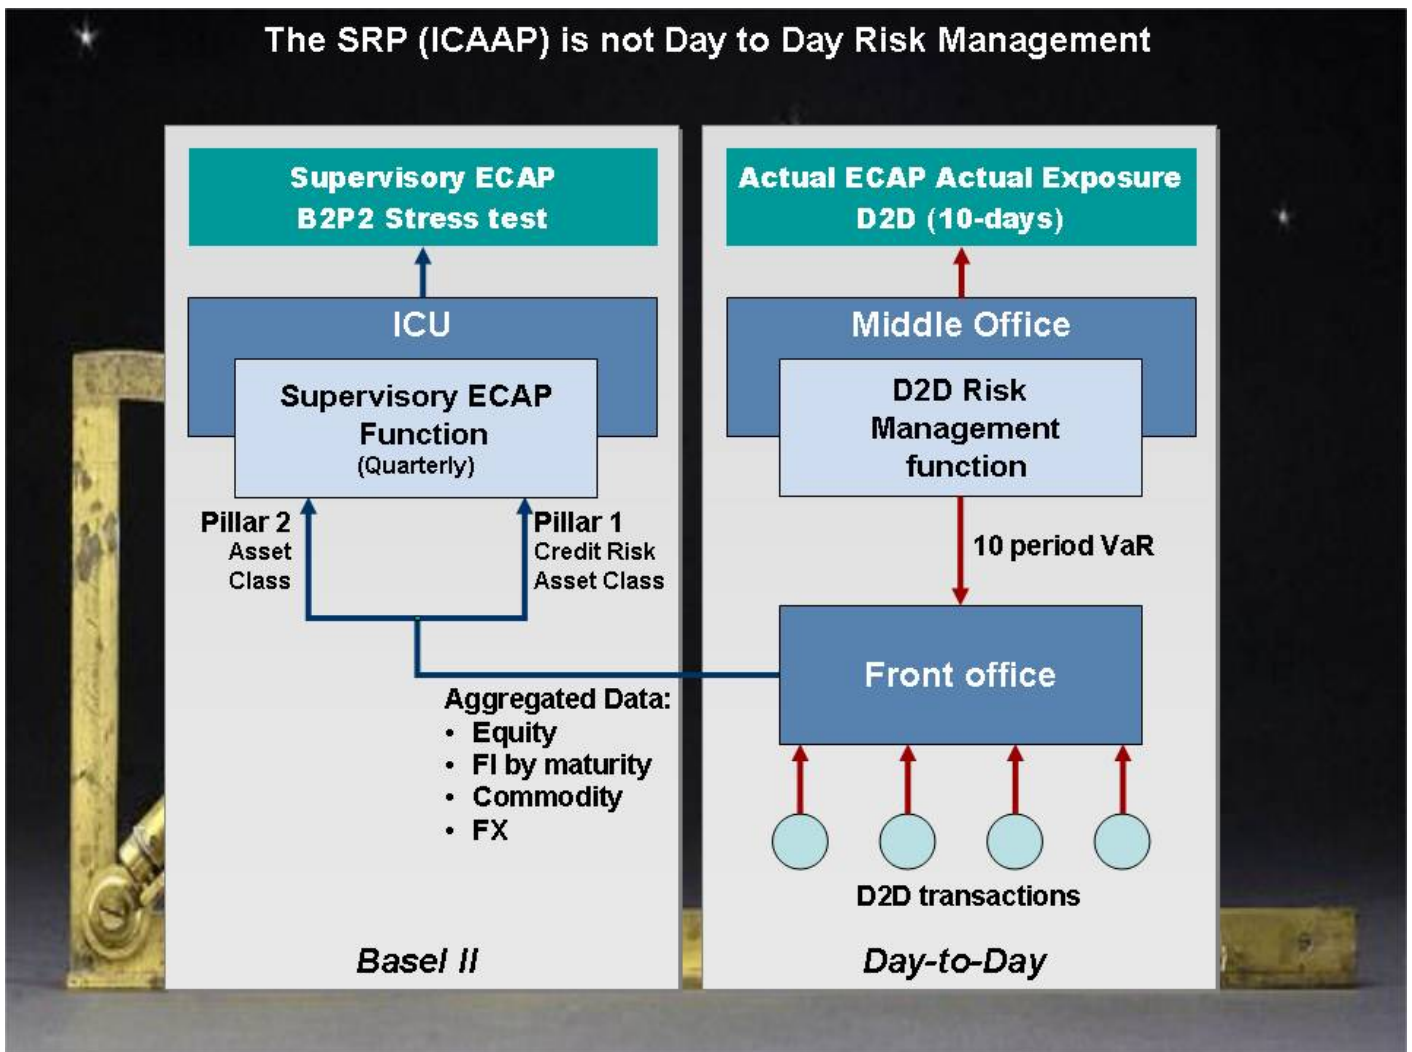 The SRP (ICAAP) is not Day to Day Risk Management
Supervisory ECAP
B2P2 Stress test
ICU
Supervisory ECAP
Function
(Quarterly)
Pillar 2
Asset
Class
Pillar 1
Credit Risk
Asset Class
Aggregated Data:
• Equity
• FI by maturity
• Commodity
• FX
Basel II
Actual ECAP Actual Exposure
D2D (10-days)
Middle Office
D2D Risk
Management
function
10 period VaR
Front office
D2D transactions
Day-to-Day